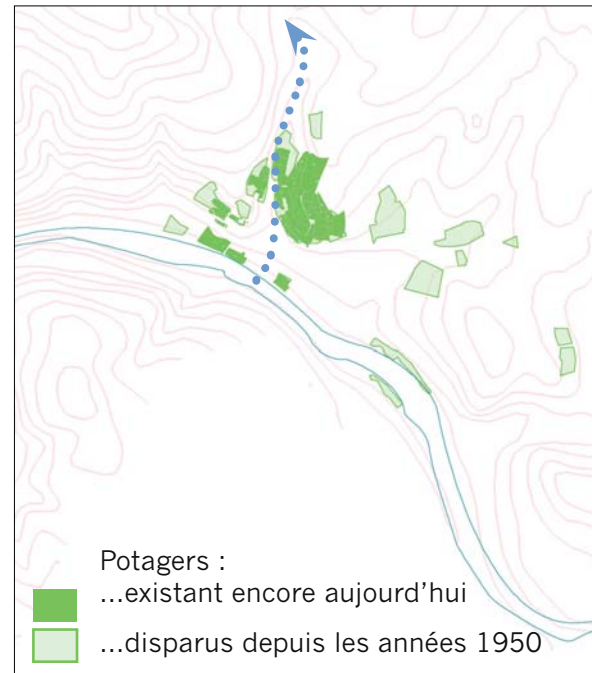 Potagers :
...existant encore aujourd’hui
...disparus depuis les années 1950